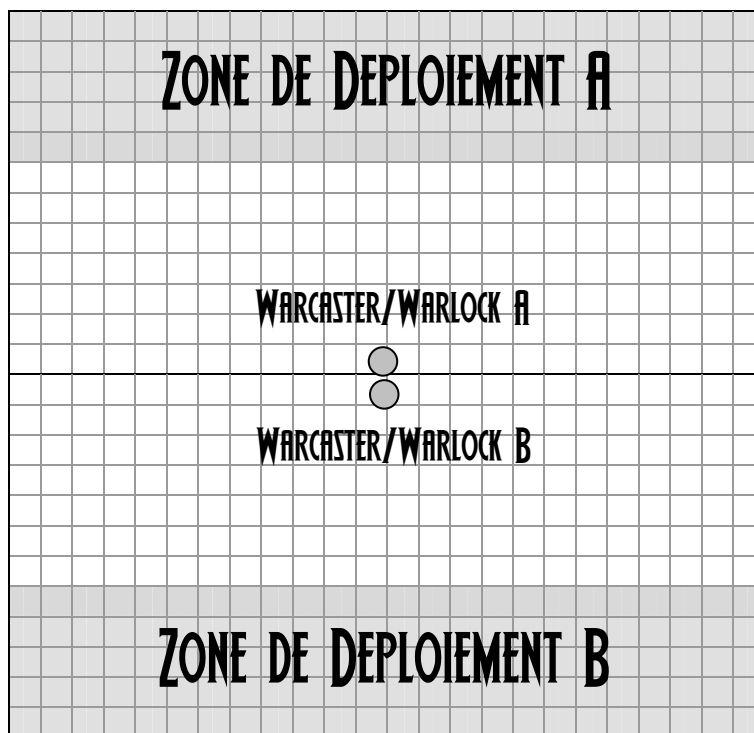 Zone de Deploiement A
Warcaster/Warlock A
Warcaster/Warlock B
Zone de Deploiement B